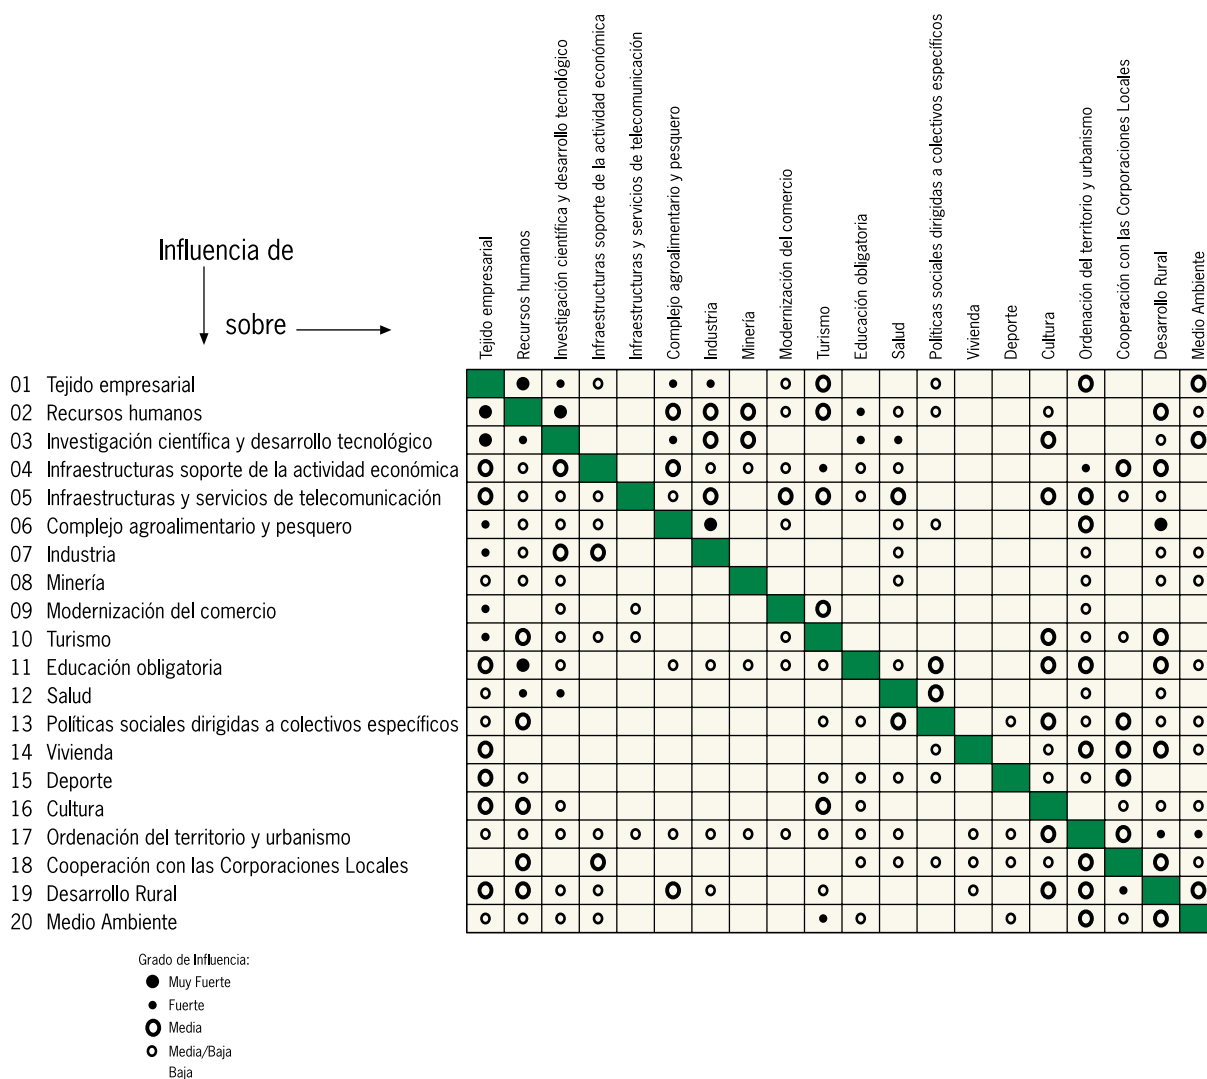 Tejido empresarial
Recursos humanos
Investigación científica y desarrollo tecnológico
Infraestructuras soporte de la actividad económica
Infraestructuras y servicios de telecomunicación
Complejo agroalimentario y pesquero
Industria
Minería
Modernización del comercio
Turismo
Educación obligatoria
Salud
Políticas sociales dirigidas a colectivos específicos
Vivienda
Deporte
Cultura
Ordenación del territorio y urbanismo
Cooperación con las Corporaciones Locales
Desarrollo Rural
Medio Ambiente
Influencia de
sobre
01 Tejido empresarial
02 Recursos humanos
03 Investigación científica y desarrollo tecnológico
04 Infraestructuras soporte de la actividad económica
05 Infraestructuras y servicios de telecomunicación
06 Complejo agroalimentario y pesquero
07 Industria
08 Minería
09 Modernización del comercio
10 Turismo
11 Educación obligatoria
12 Salud
13 Políticas sociales dirigidas a colectivos específicos
14 Vivienda
15 Deporte
16 Cultura
17 Ordenación del territorio y urbanismo
18 Cooperación con las Corporaciones Locales
19 Desarrollo Rural
20 Medio Ambiente
Grado de Influencia:
Muy Fuerte
Fuerte
Media
Media/Baja
Baja